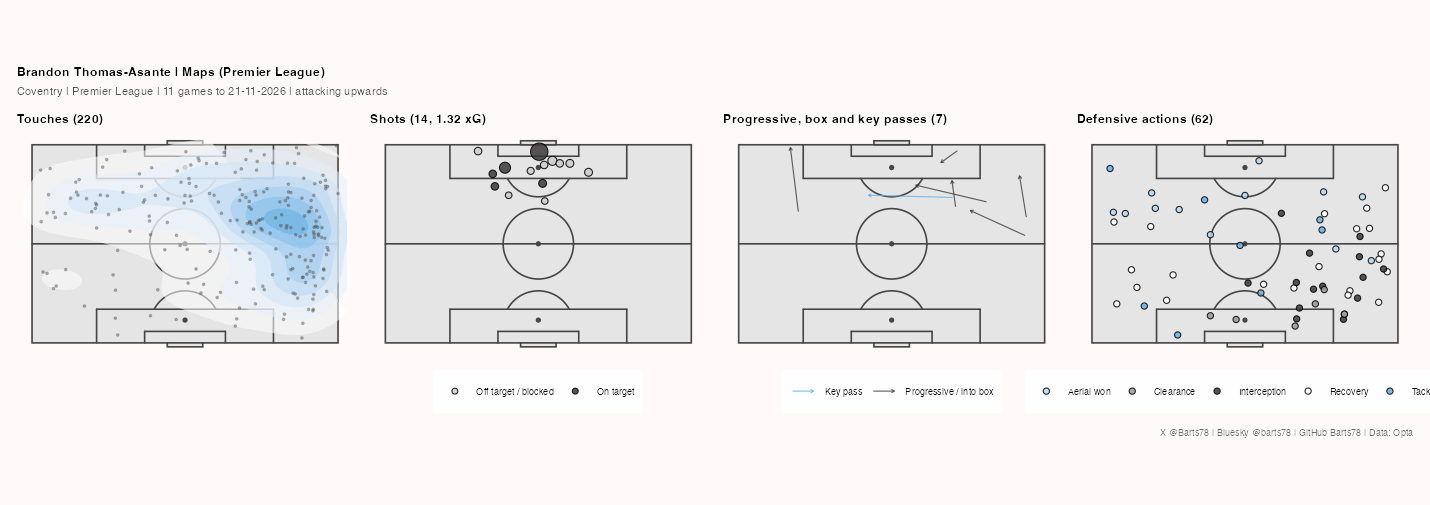 Brandon Thomas-Asante | Maps (Premier League)
Coventry | Premier League | 11 games to 21-11-2026 | attacking upwards
Touches (220)
Shots (14, 1.32 xG)
Progressive, box and key passes (7)
Defensive actions (62)
Off target / blocked
On target
Key pass
Progressive / into box
Aerial won
Clearance
Interception
Recovery
Tack
X @Barts78 | Bluesky @barts78 | GitHub Barts78 | Data: Opta